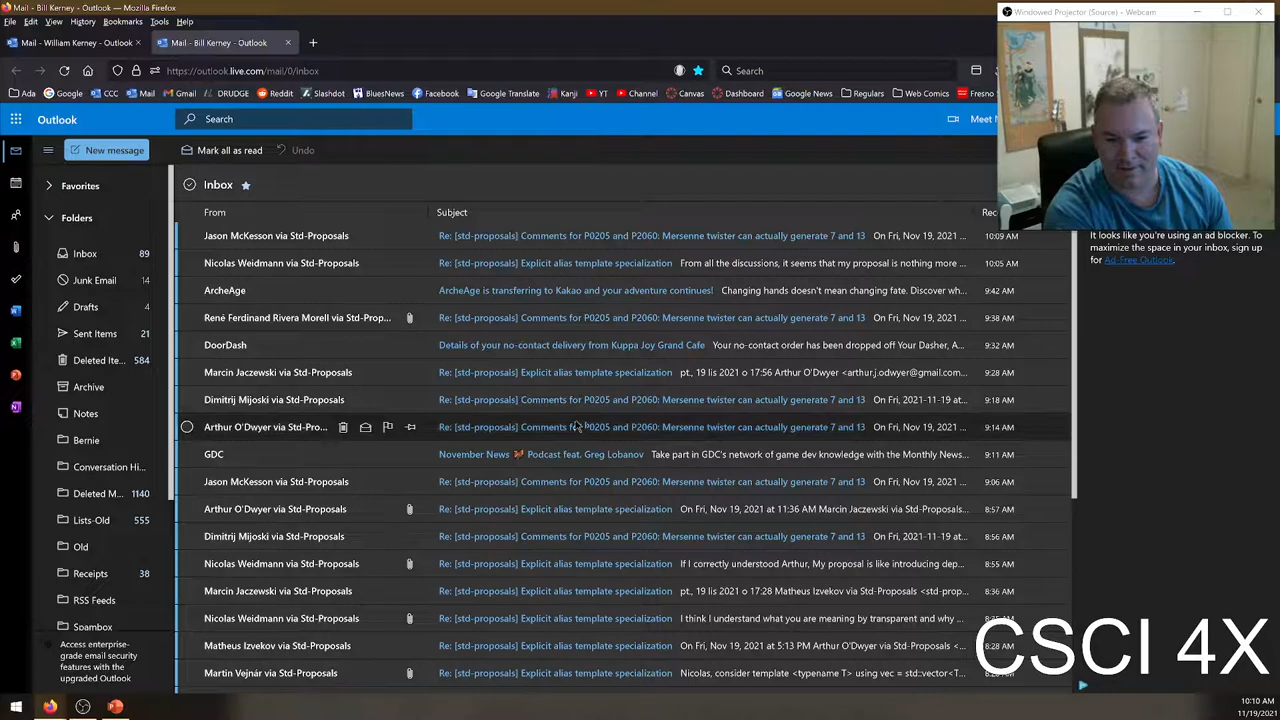 Mail - Bill Kerney - Outlook — Mozilla Firefox
File View History Bookmarks Tools Help
Mail - William Kerney - Outlook
Mail - Bill Kerney - Outlook
https://outlook.live.com/mail/0/inbox
Search
Ada Google CCC Mail Gmail DRUDGE Reddit Slashdot BluesNews Facebook Google Translate Kanji YT Channel Canvas Dashboard Google News Regulars Web Comics Fresno S
Windowed Projector (Source) - Webcam
Outlook
Search
Meet N
New message
Mark all as read
Undo
Favorites
Folders
Inbox 89
Junk Email 14
Drafts 4
Sent Items 21
Deleted Ite... 584
Archive
Notes
Bernie
Conversation Hi...
Deleted M... 1140
Lists-Old 555
Old
Receipts 38
RSS Feeds
Spambox
Access enterprise-
grade email security
features with the
upgraded Outlook
Inbox
From Subject Rec
Jason McKesson via Std-Prop... Re: [std-proposals] Comments for P0205 and P2060: Mersenne twister can actually generate 7 and 13 On Fri, Nov 19, 2021 ... 10:09 AM
Nicolas Weidmann via Std-Proposals Re: [std-proposals] Explicit alias template specialization From all the discussions, it seems that my proposal is nothing more ... 10:05 AM
ArcheAge ArcheAge is transferring to Kakao and your adventure continues! Changing hands doesn't mean changing fate. Discover wh... 9:42 AM
René Ferdinand Rivera Morell via Std-Prop... Re: [std-proposals] Comments for P0205 and P2060: Mersenne twister can actually generate 7 and 13 On Fri, Nov 19, 2021 ... 9:38 AM
DoorDash Details of your no-contact delivery from Kuppa Joy Grand Cafe Your no-contact order has been dropped off Your Dasher, A... 9:32 AM
Marcin Jaczewski via Std-Proposals Re: [std-proposals] Explicit alias template specialization pt., 19 lis 2021 o 17:56 Arthur O'Dwyer <arthur.j.odwyer@gmail.com... 9:28 AM
Dimitrij Mijoski via Std-Proposals Re: [std-proposals] Comments for P0205 and P2060: Mersenne twister can actually generate 7 and 13 On Fri, 2021-11-19 at... 9:18 AM
Arthur O'Dwyer via Std-Pro... Re: [std-proposals] Comments for P0205 and P2060: Mersenne twister can actually generate 7 and 13 On Fri, Nov 19, 2021 ... 9:14 AM
GDC November News Podcast feat. Greg Lobanov Take part in GDC's network of game dev knowledge with the Monthly News... 9:11 AM
Jason McKesson via Std-Proposals Re: [std-proposals] Comments for P0205 and P2060: Mersenne twister can actually generate 7 and 13 On Fri, Nov 19, 2021 ... 9:06 AM
Arthur O'Dwyer via Std-Proposals Re: [std-proposals] Explicit alias template specialization On Fri, Nov 19, 2021 at 11:36 AM Marcin Jaczewski via Std-Proposals... 8:57 AM
Dimitrij Mijoski via Std-Proposals Re: [std-proposals] Comments for P0205 and P2060: Mersenne twister can actually generate 7 and 13 On Fri, 2021-11-19 at... 8:56 AM
Nicolas Weidmann via Std-Proposals Re: [std-proposals] Explicit alias template specialization If I correctly understood Arthur, My proposal is like introducing dep... 8:55 AM
Marcin Jaczewski via Std-Proposals Re: [std-proposals] Explicit alias template specialization pt., 19 lis 2021 o 17:28 Matheus Izvekov via Std-Proposals <std-prop... 8:36 AM
Nicolas Weidmann via Std-Proposals Re: [std-proposals] Explicit alias template specialization I think I understand what you are meaning by transparent and why ...
Matheus Izvekov via Std-Proposals Re: [std-proposals] Explicit alias template specialization On Fri, Nov 19, 2021 at 5:13 PM Arthur O'Dwyer via Std-Proposals <... 8:28 AM
Martin Vejnár via Std-Proposals Re: [std-proposals] Explicit alias template specialization Nicolas, consider template <typename T> using vec = std::vector<T...
It looks like you're using an ad blocker. To
maximize the space in your inbox, sign up
for Ad-Free Outlook.
CSCI 4X
10:10 AM
11/19/2021